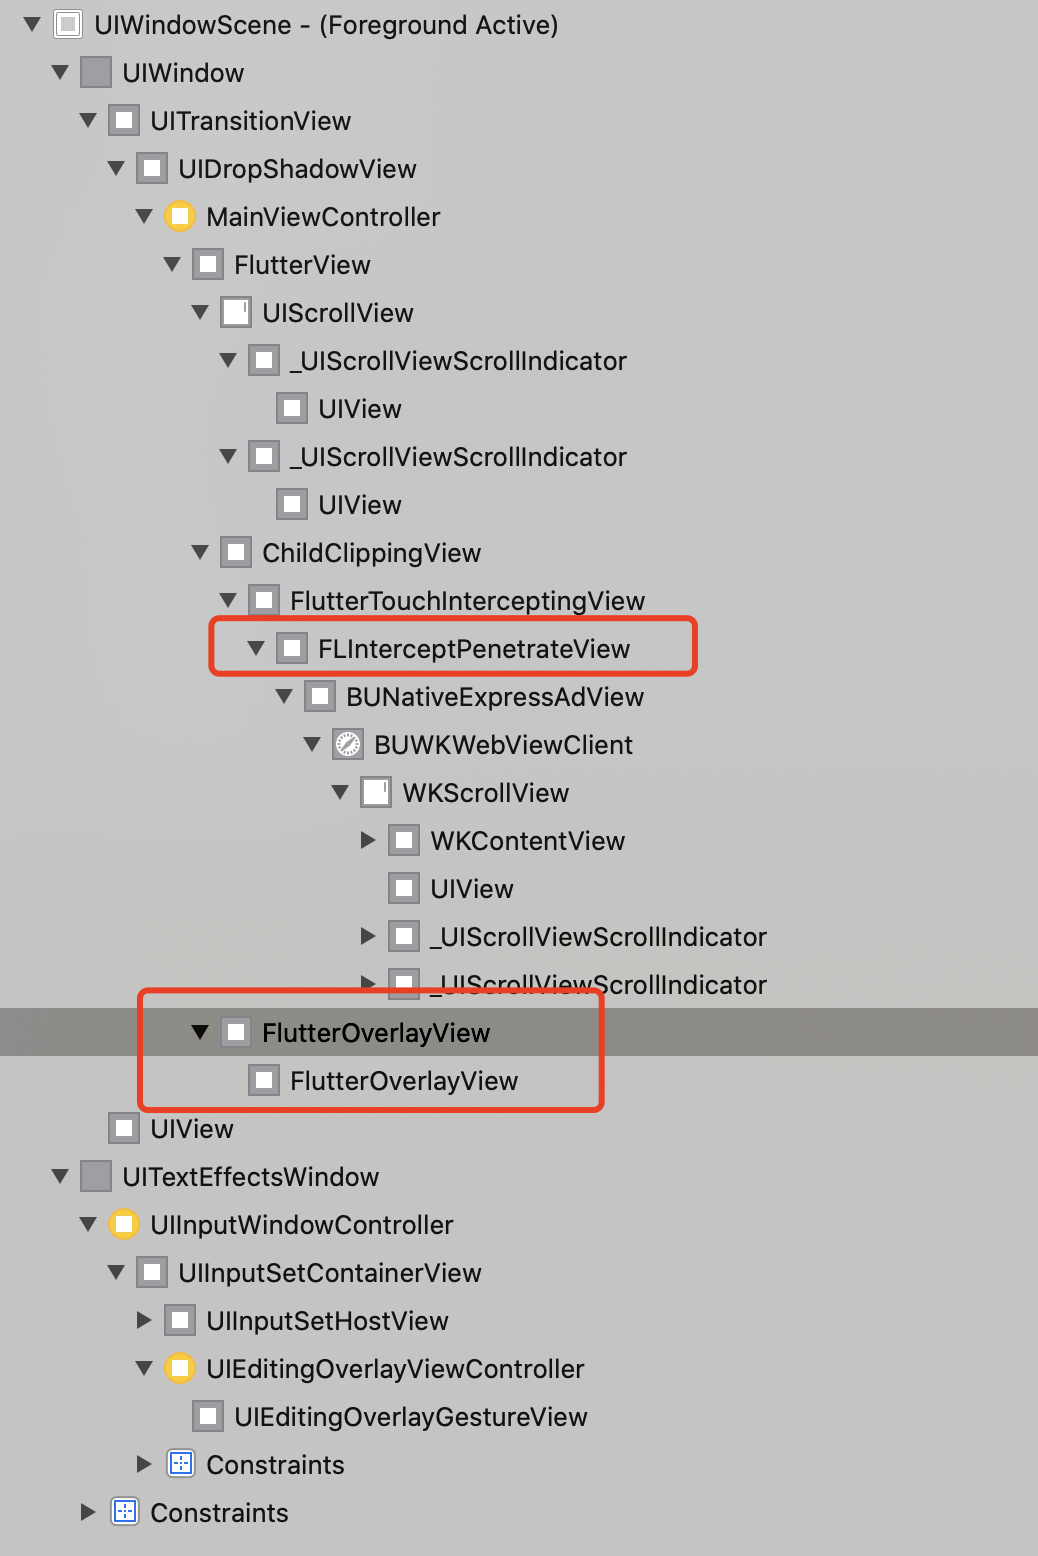 UIWindowScene - (Foreground Active)
UIWindow
UITransitionView
UIDropShadowView
MainViewController
FlutterView
UIScrollView
_UIScrollViewScrollIndicator
UIView
_UIScrollViewScrollIndicator
UIView
ChildClippingView
FlutterTouchInterceptingView
FLInterceptPenetrateView
BUNativeExpressAdView
BUWKWebViewClient
WKScrollView
WKContentView
UIView
_UIScrollViewScrollIndicator
_UIScrollViewScrollIndicator
FlutterOverlayView
FlutterOverlayView
UIView
UITextEffectsWindow
UIInputWindowController
UIInputSetContainerView
UIInputSetHostView
UIEditingOverlayViewController
UIEditingOverlayGestureView
Constraints
Constraints